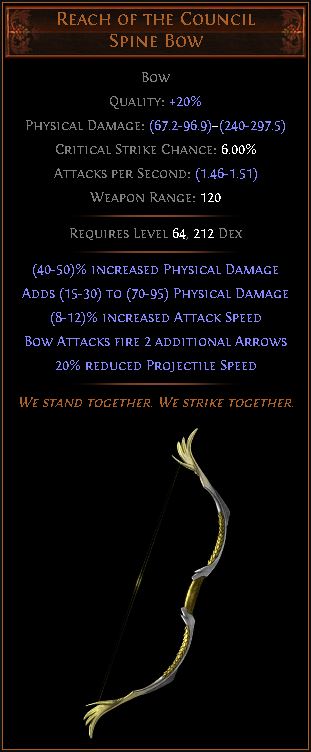 Reach of the Council
Spine Bow
Bow
Quality: +20%
Physical Damage: (67.2-96.9)–(240-297.5)
Critical Strike Chance: 6.00%
Attacks per Second: (1.46-1.51)
Weapon Range: 120
Requires Level 64, 212 Dex
(40-50)% increased Physical Damage
Adds (15-30) to (70-95) Physical Damage
(8-12)% increased Attack Speed
Bow Attacks fire 2 additional Arrows
20% reduced Projectile Speed
We stand together. We strike together.